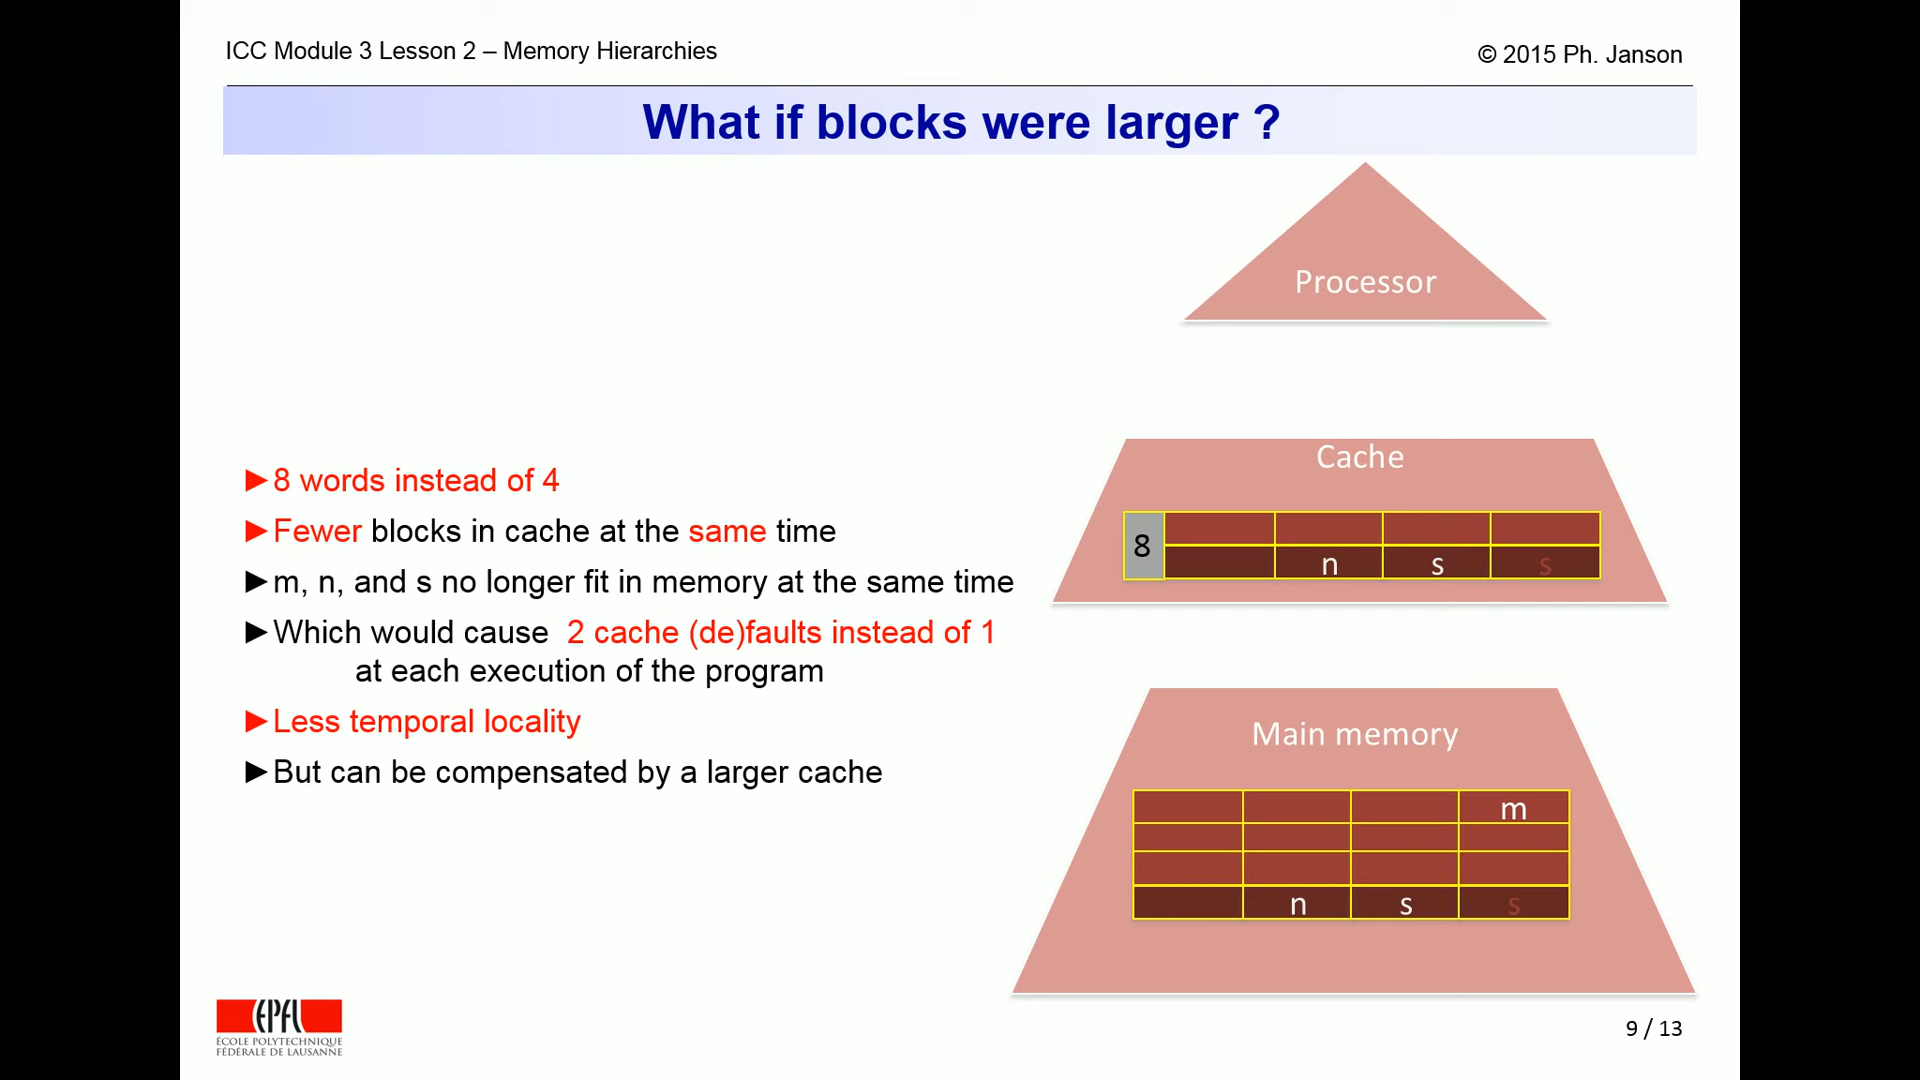 ICC Module 3 Lesson 2 – Memory Hierarchies
© 2015 Ph. Janson
What if blocks were larger ?
Processor
►8 words instead of 4
►Fewer blocks in cache at the same time
►m, n, and s no longer fit in memory at the same time
►Which would cause 2 cache (de)faults instead of 1
at each execution of the program
►Less temporal locality
►But can be compensated by a larger cache
Cache
8
n s s
Main memory
m
n s s
EPFL
ÉCOLE POLYTECHNIQUE
FÉDÉRALE DE LAUSANNE
9 / 13